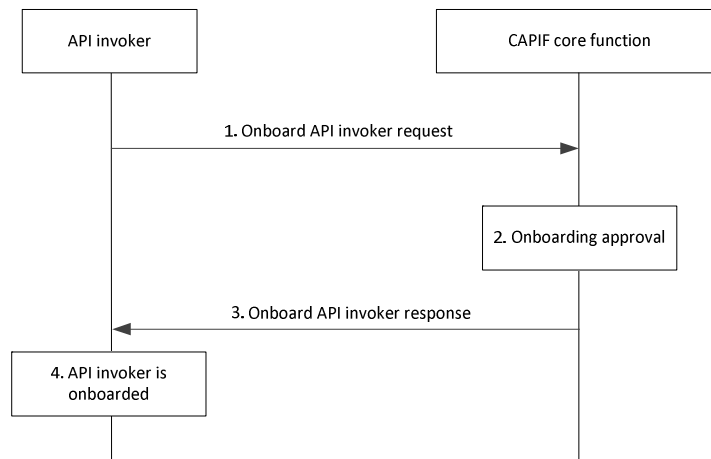 API invoker
CAPIF core function
1. Onboard API invoker request
2. Onboarding approval
3. Onboard API invoker response
4. API invoker is
onboarded